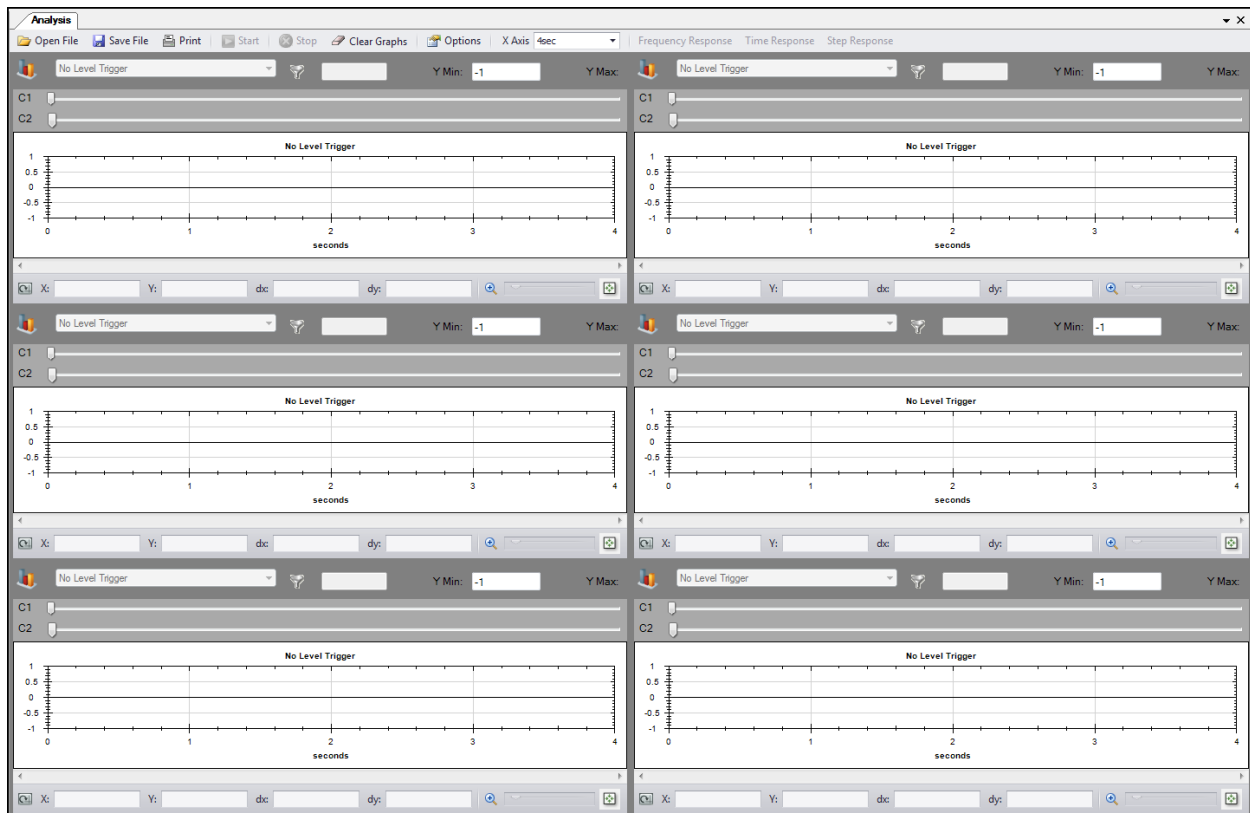 Analysis
Open File Save File Print Start Stop Clear Graphs Options X Axis 4sec Frequency Response Time Response Step Response
No Level Trigger Y Min: -1 Y Max: No Level Trigger Y Min: -1 Y Max:
C1 C1
C2 C2
No Level Trigger No Level Trigger
1 1
0.5 0.5
0 0
-0.5 -0.5
-1 -1
0 1 2 3 4 0 1 2 3 4
seconds seconds
X: Y: dx: dy: X: Y: dx: dy:
No Level Trigger Y Min: -1 Y Max: No Level Trigger Y Min: -1 Y Max:
C1 C1
C2 C2
No Level Trigger No Level Trigger
1 1
0.5 0.5
0 0
-0.5 -0.5
-1 -1
0 1 2 3 4 0 1 2 3 4
seconds seconds
X: Y: dx: dy: X: Y: dx: dy:
No Level Trigger Y Min: -1 Y Max: No Level Trigger Y Min: -1 Y Max:
C1 C1
C2 C2
No Level Trigger No Level Trigger
1 1
0.5 0.5
0 0
-0.5 -0.5
-1 -1
0 1 2 3 4 0 1 2 3 4
seconds seconds
X: Y: dx: dy: X: Y: dx: dy: